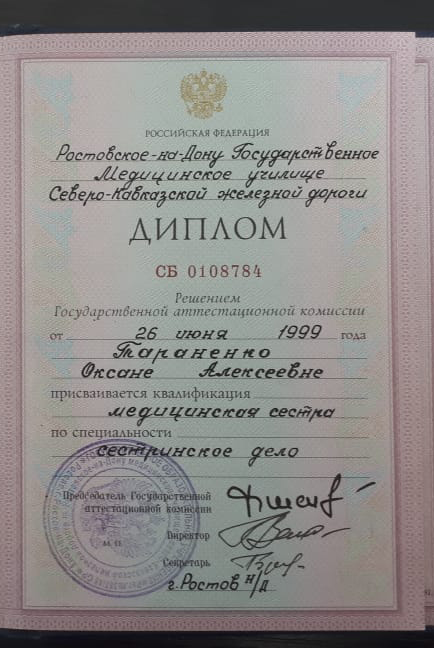 РОССИЙСКАЯ ФЕДЕРАЦИЯ
Ростовское-на-Дону Государственное
Медицинское училище
Северо-Кавказской железной дороги
ДИПЛОМ
СБ 0108784
Решением
Государственной аттестационной комиссии
от 26 июня 1999 года
Тараненко
Оксане Алексеевне
присваивается квалификация
медицинская сестра
по специальности
сестринское дело
Председатель Государственной
аттестационной комиссии
Директор
М.П.
Секретарь
г. Ростов н/Д